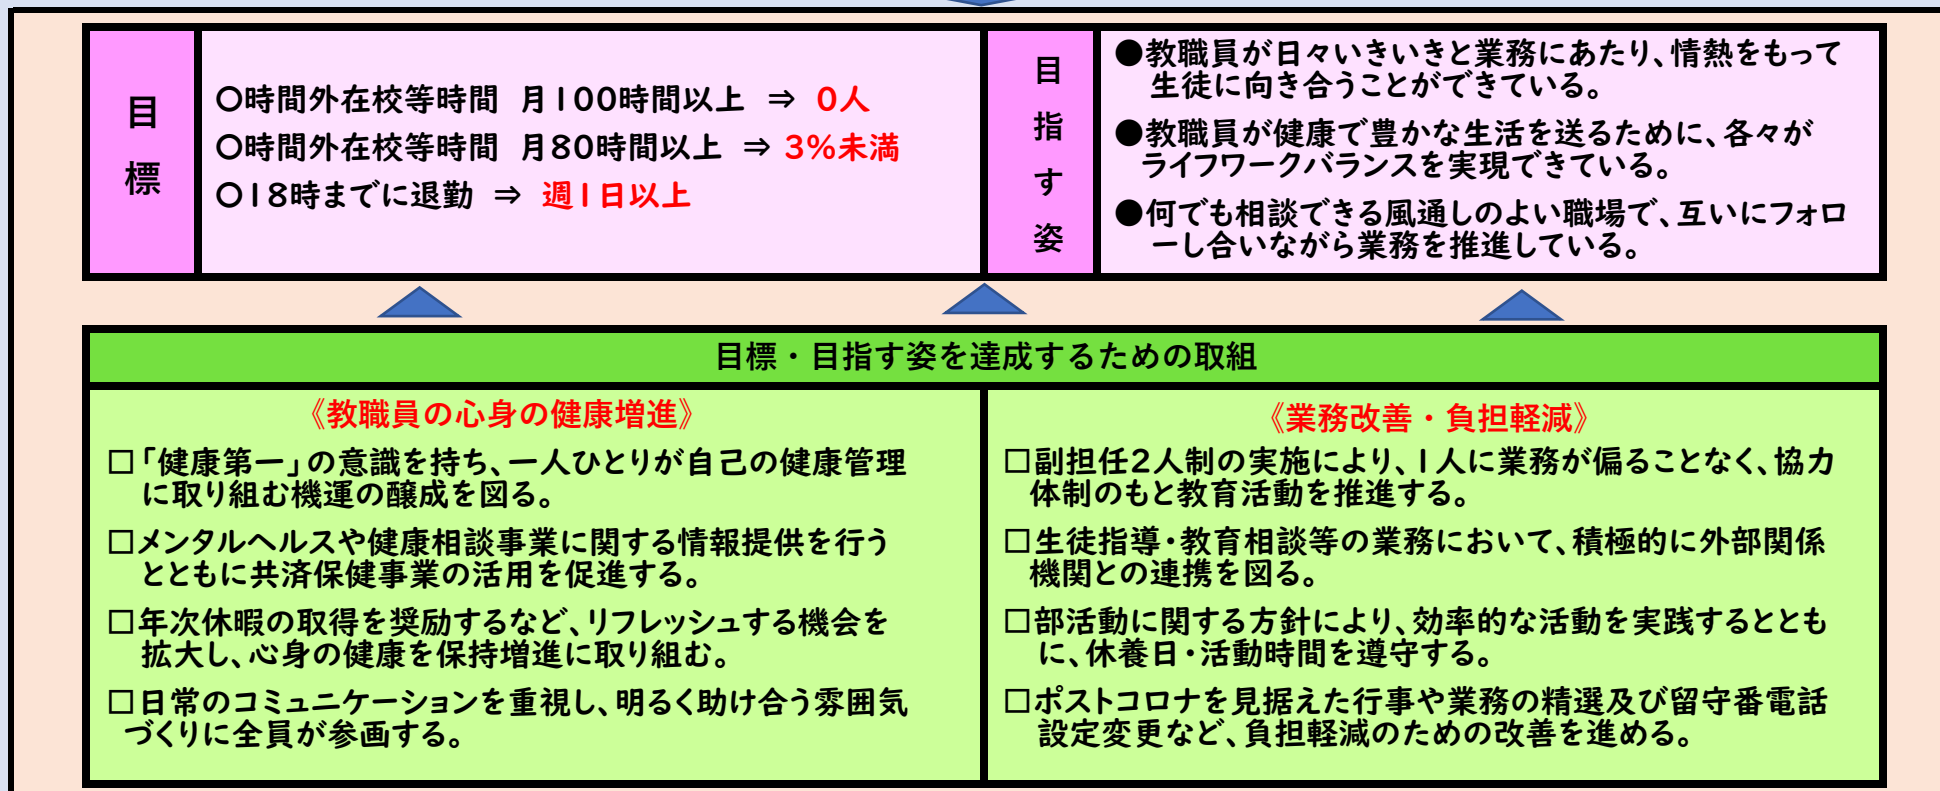 目標
〇時間外在校等時間 月100時間以上 ⇒ 0人
〇時間外在校等時間 月80時間以上 ⇒ 3%未満
〇18時までに退勤 ⇒ 週1日以上
目指す姿
●教職員が日々いきいきと業務にあたり、情熱をもって
生徒に向き合うことができている。
●教職員が健康で豊かな生活を送るために、各々が
ライフワークバランスを実現できている。
●何でも相談できる風通しのよい職場で、互いにフォロ
ーし合いながら業務を推進している。
目標・目指す姿を達成するための取組
《教職員の心身の健康増進》
□「健康第一」の意識を持ち、一人ひとりが自己の健康管理
に取り組む機運の醸成を図る。
□メンタルヘルスや健康相談事業に関する情報提供を行う
とともに共済保健事業の活用を促進する。
□年次休暇の取得を奨励するなど、リフレッシュする機会を
拡大し、心身の健康を保持増進に取り組む。
□日常のコミュニケーションを重視し、明るく助け合う雰囲気
づくりに全員が参画する。
《業務改善・負担軽減》
□副担任2人制の実施により、1人に業務が偏ることなく、協力
体制のもと教育活動を推進する。
□生徒指導・教育相談等の業務において、積極的に外部関係
機関との連携を図る。
□部活動に関する方針により、効率的な活動を実践するととも
に、休養日・活動時間を遵守する。
□ポストコロナを見据えた行事や業務の精選及び留守番電話
設定変更など、負担軽減のための改善を進める。